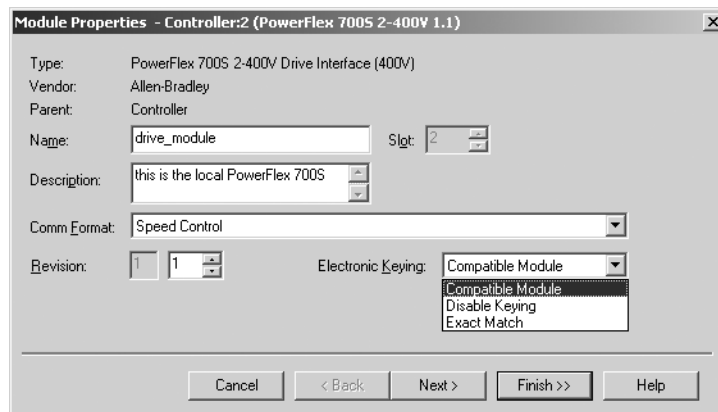 Module Properties - Controller:2 (PowerFlex 700S 2-400V 1.1)
Type: PowerFlex 700S 2-400V Drive Interface (400V)
Vendor: Allen-Bradley
Parent: Controller
Name: drive_module Slot: 2
Description: this is the local PowerFlex 700S
Comm Format: Speed Control
Revision: 1 1 Electronic Keying: Compatible Module
Compatible Module
Disable Keying
Exact Match
Cancel < Back Next > Finish >> Help